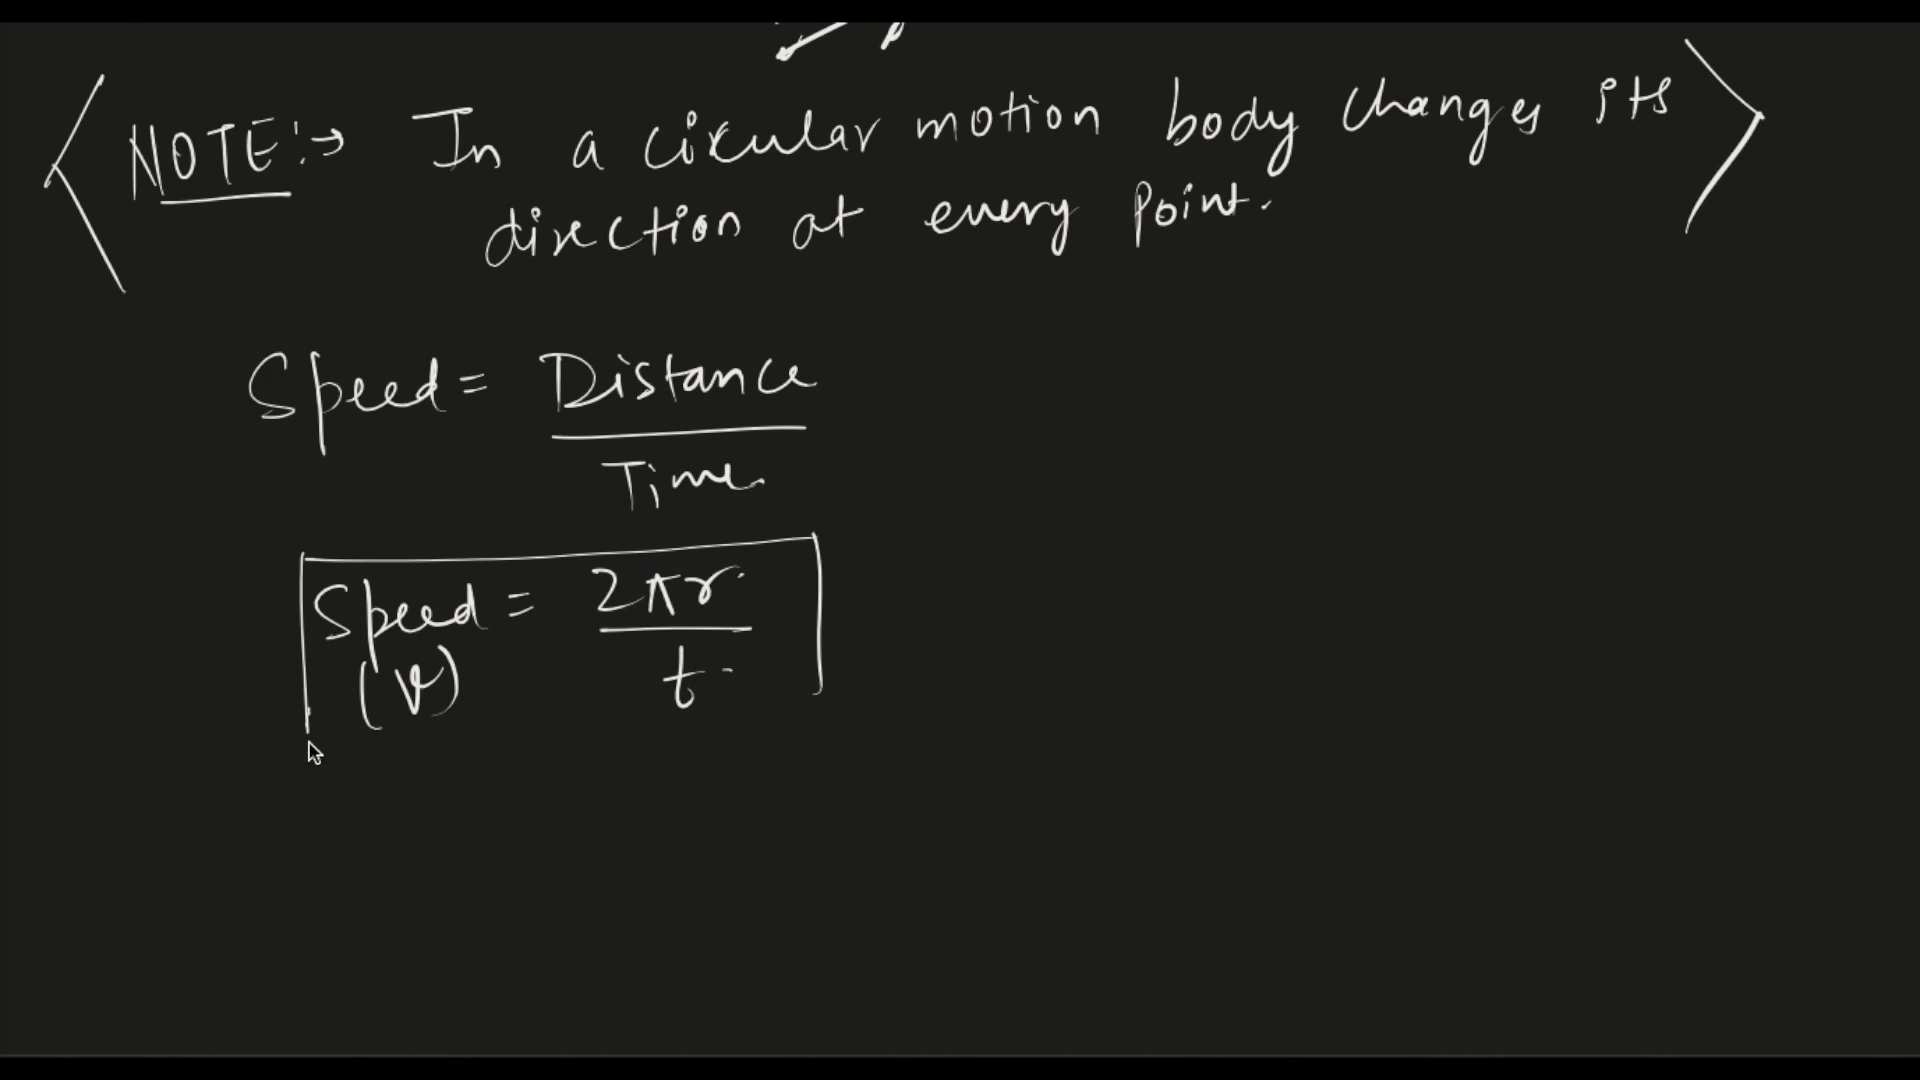 NOTE:→ In a circular motion body changes its
direction at every point.
Speed = Distance
Time
Speed = 2πr
(v) t